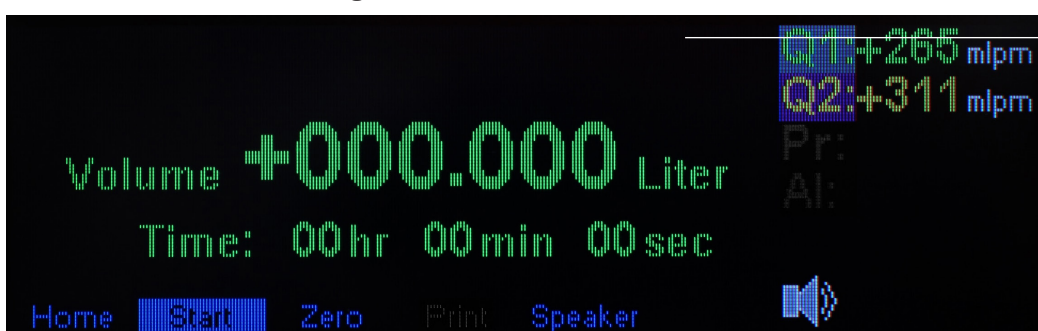 Q1:+265 mlpm
Q2:+311 mlpm
Pr:
Al:
Volume +000.000 Liter
Time: 00hr 00min 00sec
Home Start Zero Print Speaker